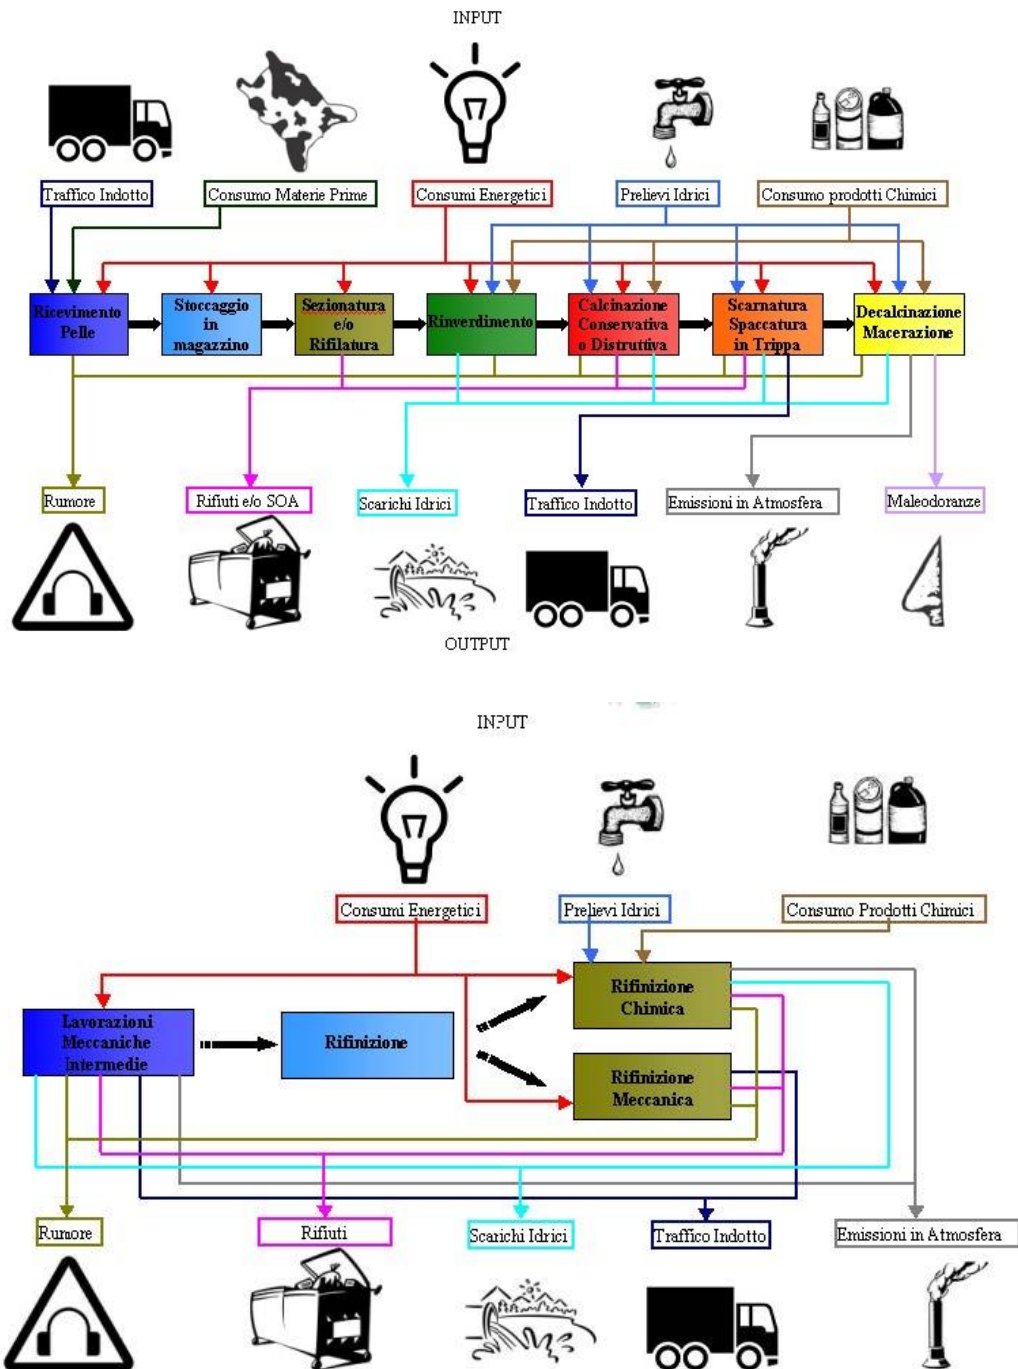 INPUT
Traffico Indotto
Consumo Materie Prime
Consumi Energetici
Prelievi Idrici
Consumo prodotti Chimici
Ricevimento
Pelle
Stoccaggio
in
magazzino
Sezionatura
e/o
Rifilatura
Rinverdimento
Calcinazione
Conservativa
o Distruttiva
Scarnatura
Spaccatura
in Trippa
Decalcinazione
Macerazione
Rumore
Rifiuti e/o SOA
Scarichi Idrici
Traffico Indotto
Emissioni in Atmosfera
Maleodoranze
OUTPUT
INPUT
Consumi Energetici
Prelievi Idrici
Consumo Prodotti Chimici
Lavorazioni
Meccaniche
Intermedie
Rifinizione
Rifinizione
Chimica
Rifinizione
Meccanica
Rumore
Rifiuti
Scarichi Idrici
Traffico Indotto
Emissioni in Atmosfera